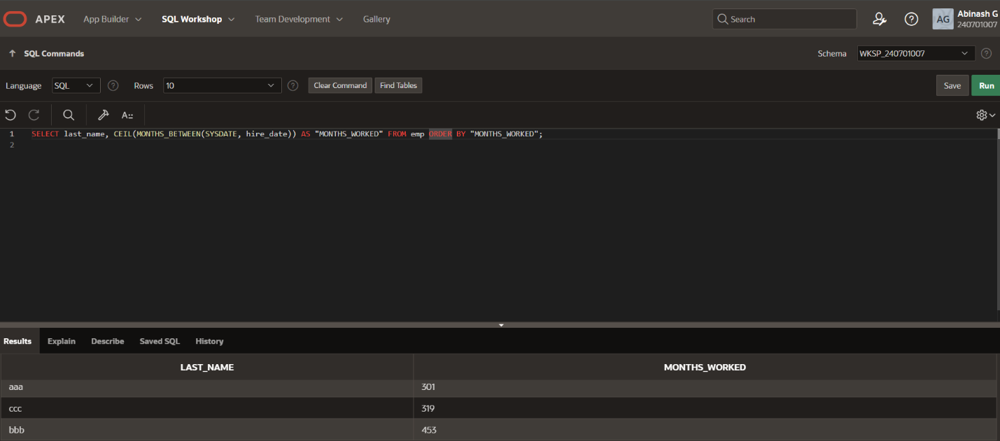 APEX App Builder SQL Workshop Team Development Gallery Search AG Abinash G
240701007
SQL Commands Schema WKSP_240701007
Language SQL Rows 10 Clear Command Find Tables Save Run
A::
1 SELECT last_name, CEIL(MONTHS_BETWEEN(SYSDATE, hire_date)) AS "MONTHS_WORKED" FROM emp ORDER BY "MONTHS_WORKED";
2
Results Explain Describe Saved SQL History
LAST_NAME MONTHS_WORKED
aaa 301
ccc 319
bbb 453